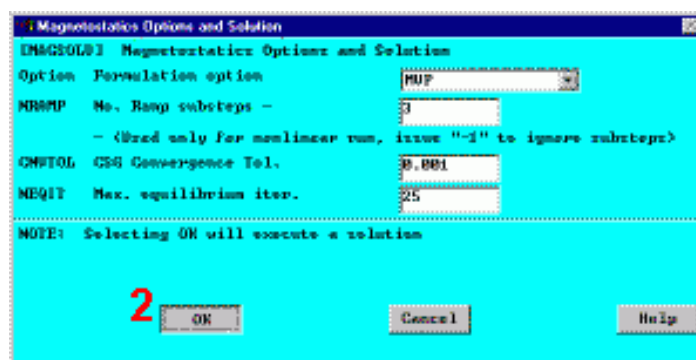 Magnetostatics Options and Solution
[MAGSOLV] Magnetostatics Options and Solution
Option Formulation option MVP
NRAMP No. Ramp substeps - 3
- (Used only for nonlinear run, issue "-1" to ignore substeps)
CNVTOL CSG Convergence Tol. 0.001
NEQIT Max. equilibrium iter. 25
NOTE: Selecting OK will execute a solution
2 OK Cancel Help